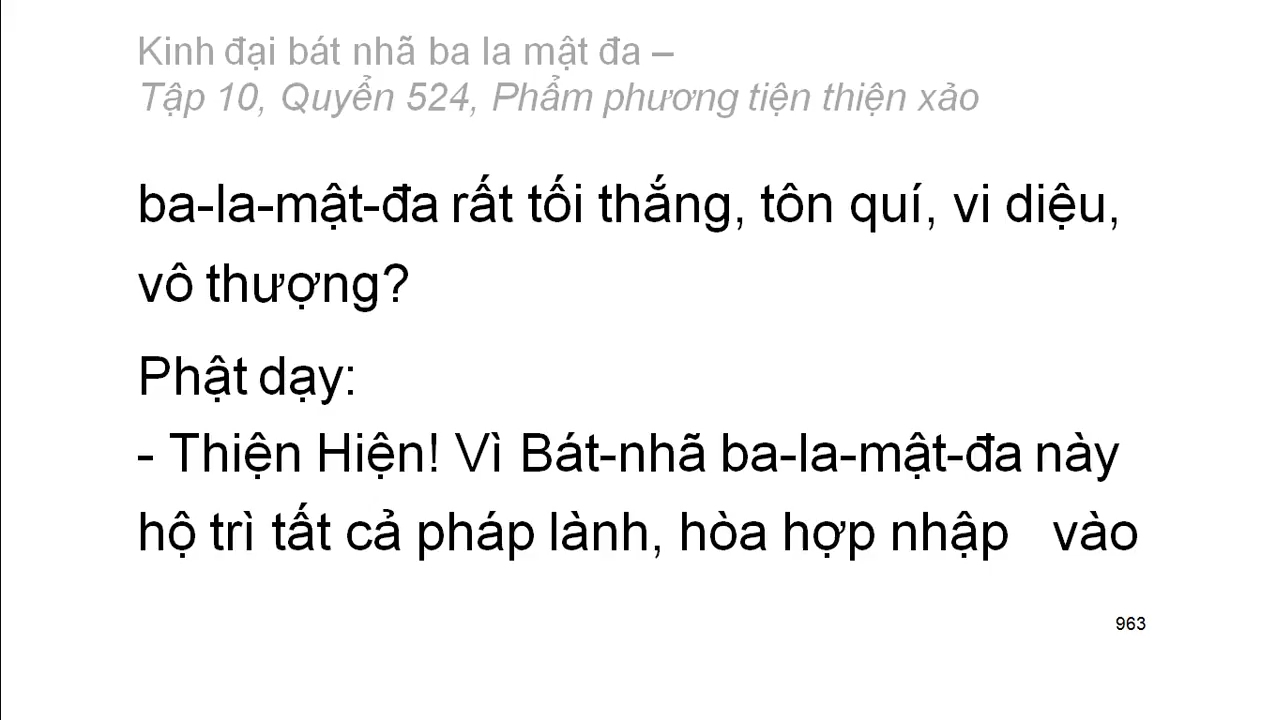 Kinh đại bát nhã ba la mật đa –
Tập 10, Quyển 524, Phẩm phương tiện thiện xảo
ba-la-mật-đa rất tối thắng, tôn quí, vi diệu,
vô thượng?
Phật dạy:
- Thiện Hiện! Vì Bát-nhã ba-la-mật-đa này
hộ trì tất cả pháp lành, hòa hợp nhập vào
963